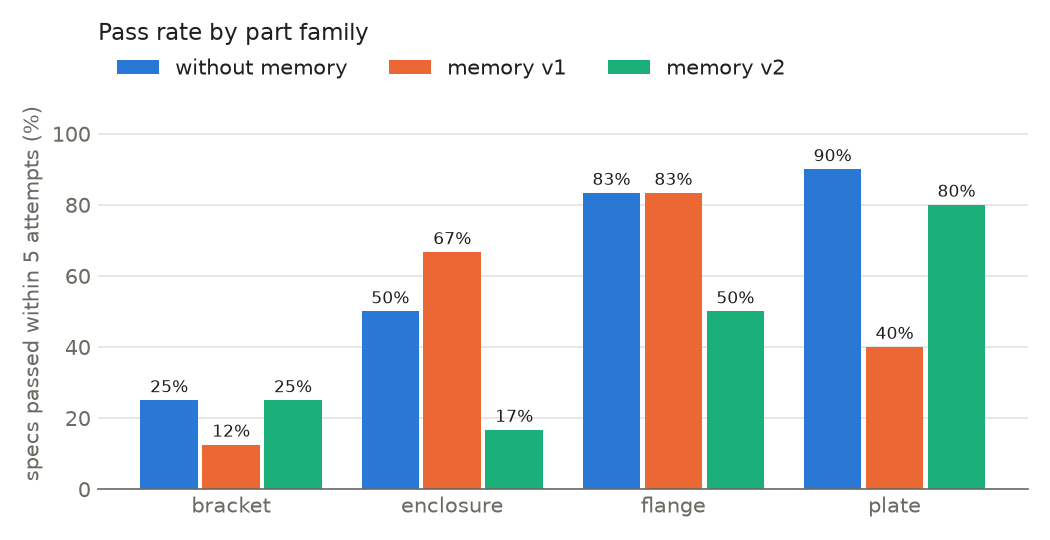 Pass rate by part family
without memory
memory v1
memory v2
specs passed within 5 attempts (%)
100
80
60
40
20
0
25%
12%
25%
50%
67%
17%
83%
83%
50%
90%
40%
80%
bracket
enclosure
flange
plate